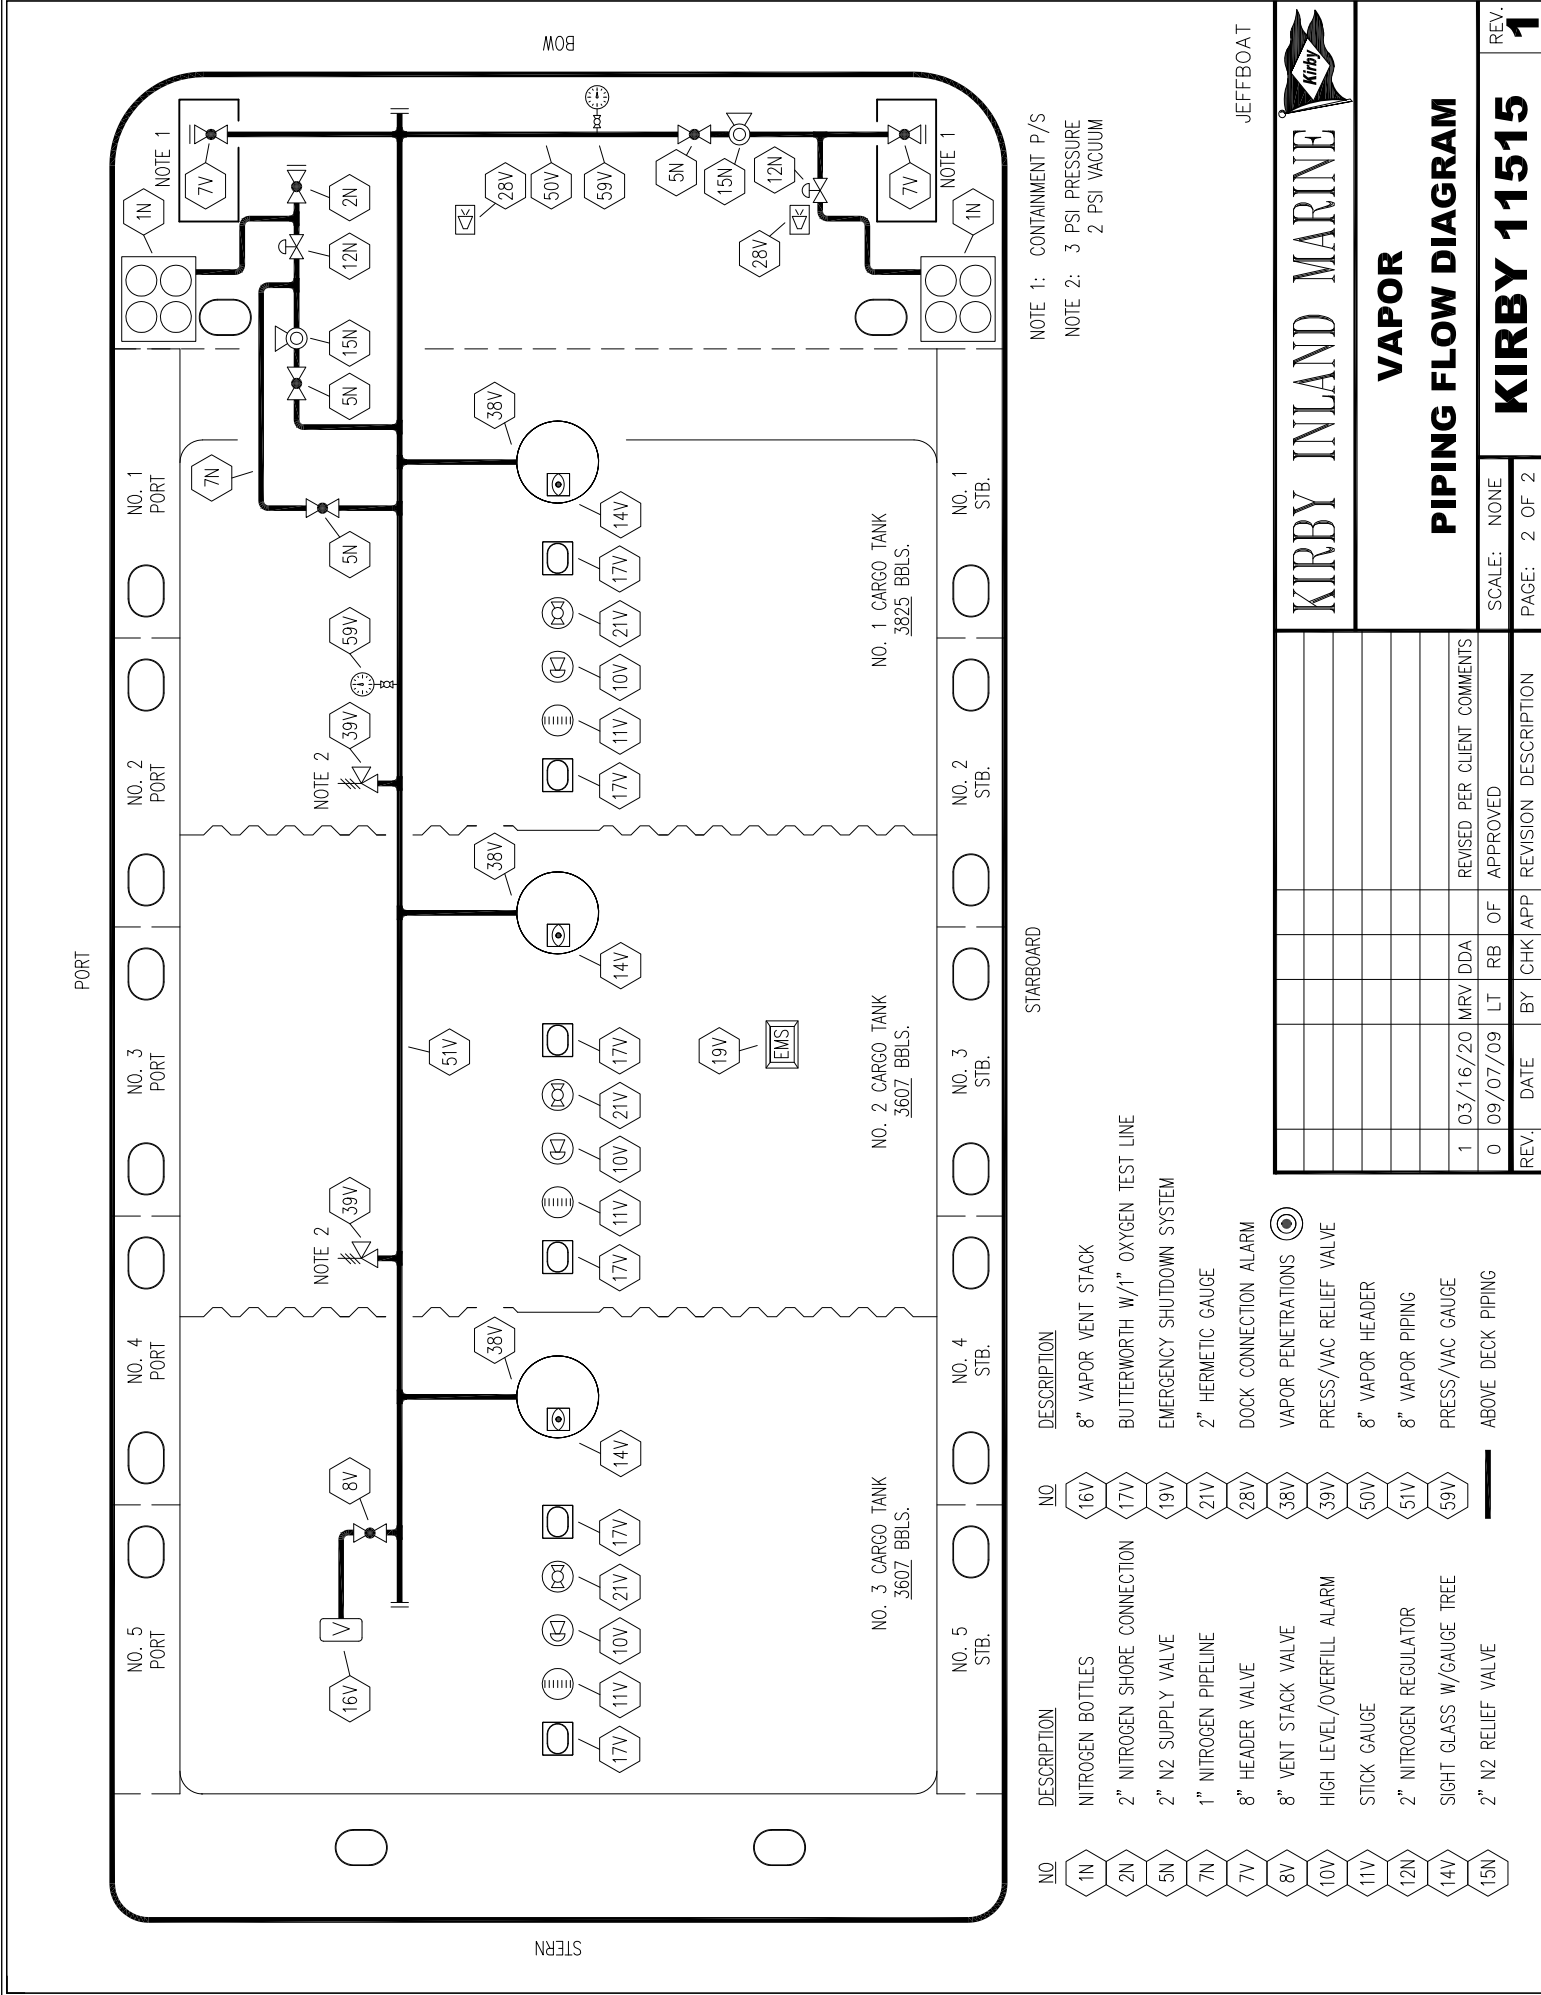 PORT
STARBOARD
BOW
STERN
NO. 5
PORT
NO. 4
PORT
NO. 3
PORT
NO. 2
PORT
NO. 1
PORT
1N
NOTE 1
7V
2N
12N
15N
5N
7N
5N
59V
39V
NOTE 2
39V
NOTE 2
8V
V
16V
51V
38V
38V
38V
14V
14V
14V
28V
50V
59V
5N
15N
12N
28V
7V
NOTE 1
1N
17V
11V
10V
21V
17V
17V
11V
10V
21V
17V
17V
11V
10V
21V
17V
19V
EMS
NO. 3 CARGO TANK
3607 BBLS.
NO. 2 CARGO TANK
3607 BBLS.
NO. 1 CARGO TANK
3825 BBLS.
NO. 5
STB.
NO. 4
STB.
NO. 3
STB.
NO. 2
STB.
NO. 1
STB.
NOTE 1: CONTAINMENT P/S
NOTE 2: 3 PSI PRESSURE
2 PSI VACUUM
JEFFBOAT
NO DESCRIPTION
1N NITROGEN BOTTLES
2N 2" NITROGEN SHORE CONNECTION
5N 2" N2 SUPPLY VALVE
7N 1" NITROGEN PIPELINE
7V 8" HEADER VALVE
8V 8" VENT STACK VALVE
10V HIGH LEVEL/OVERFILL ALARM
11V STICK GAUGE
12N 2" NITROGEN REGULATOR
14V SIGHT GLASS W/GAUGE TREE
15N 2" N2 RELIEF VALVE
NO DESCRIPTION
16V 8" VAPOR VENT STACK
17V BUTTERWORTH W/1" OXYGEN TEST LINE
19V EMERGENCY SHUTDOWN SYSTEM
21V 2" HERMETIC GAUGE
28V DOCK CONNECTION ALARM
38V VAPOR PENETRATIONS
39V PRESS/VAC RELIEF VALVE
50V 8" VAPOR HEADER
51V 8" VAPOR PIPING
59V PRESS/VAC GAUGE
ABOVE DECK PIPING
1 03/16/20 MRV DDA REVISED PER CLIENT COMMENTS
0 09/07/09 LT RB OF APPROVED
REV. DATE BY CHK APP REVISION DESCRIPTION
KIRBY INLAND MARINE
Kirby
VAPOR
PIPING FLOW DIAGRAM
SCALE: NONE
PAGE: 2 OF 2
KIRBY 11515
REV.
1